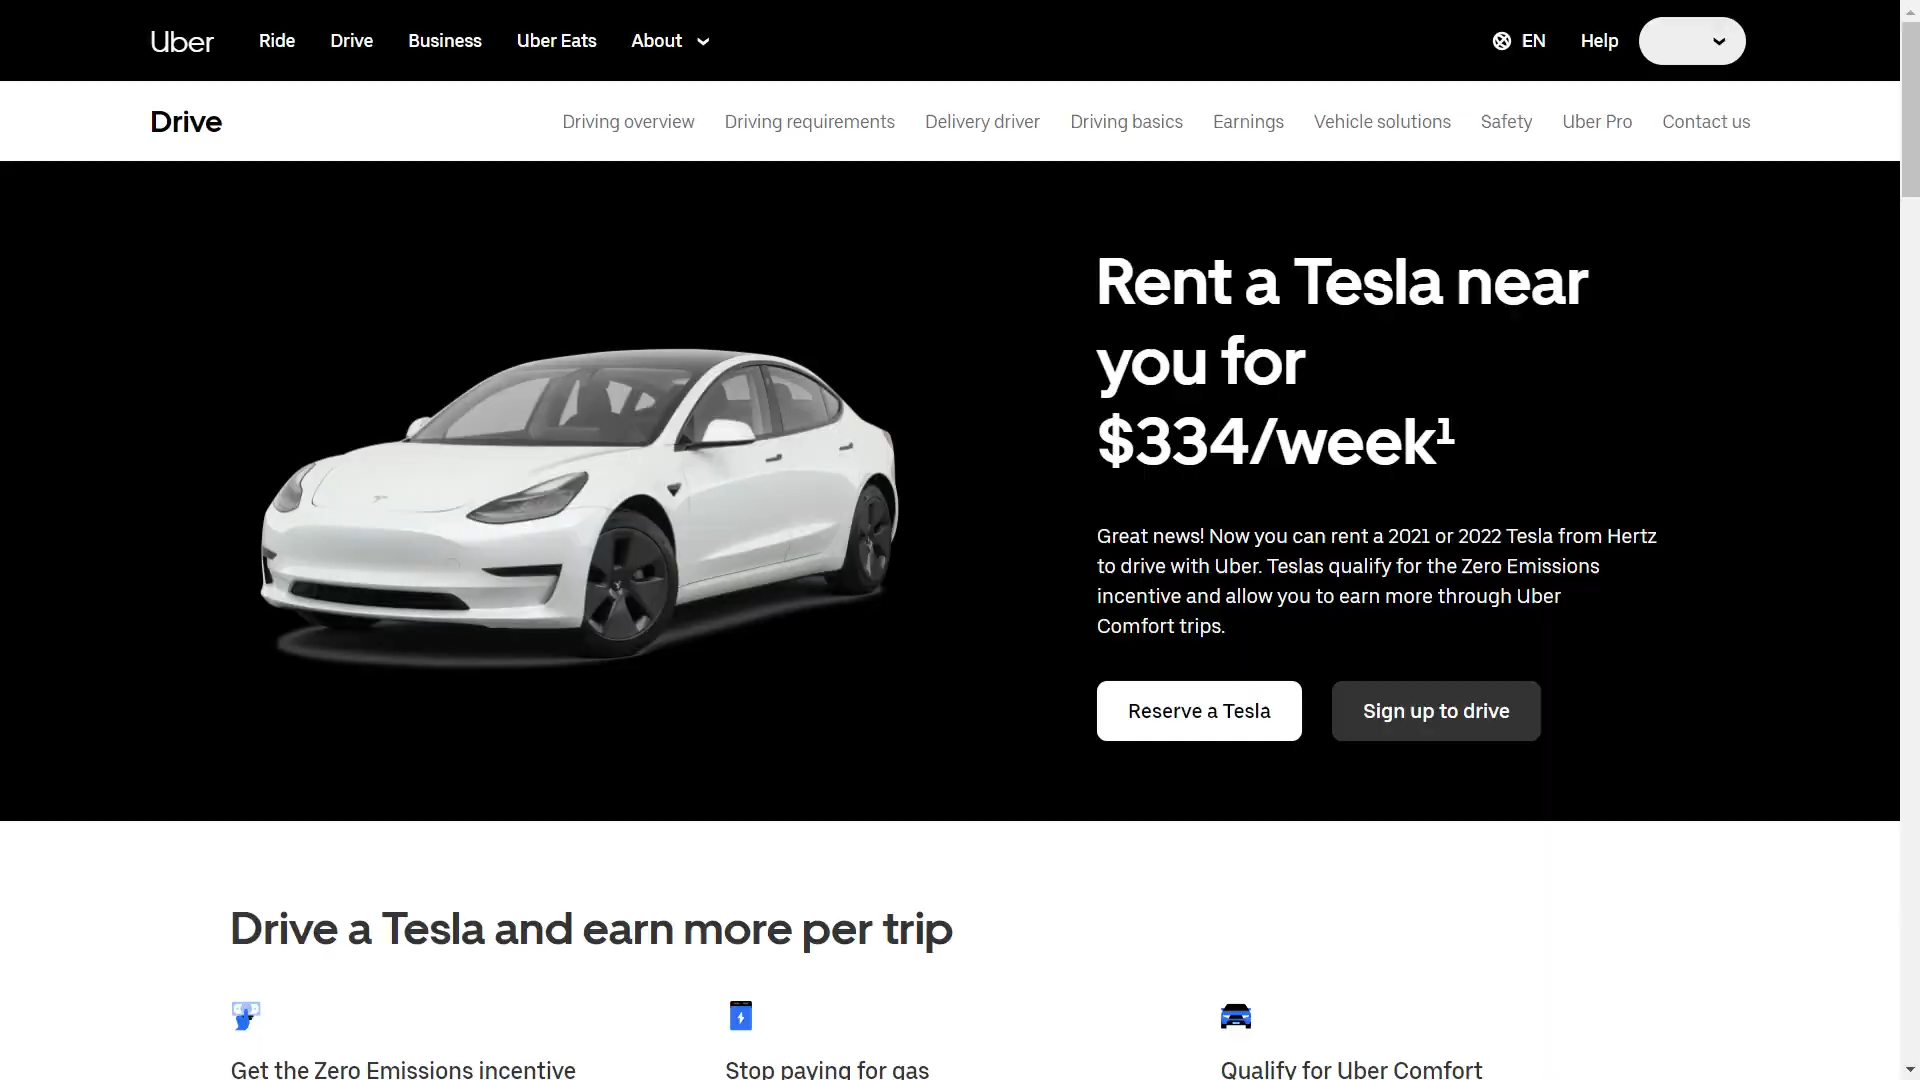 Uber Ride Drive Business Uber Eats About EN Help
Drive Driving overview Driving requirements Delivery driver Driving basics Earnings Vehicle solutions Safety Uber Pro Contact us
Rent a Tesla near
you for
$334/week¹
Great news! Now you can rent a 2021 or 2022 Tesla from Hertz
to drive with Uber. Teslas qualify for the Zero Emissions
incentive and allow you to earn more through Uber
Comfort trips.
Reserve a Tesla Sign up to drive
Drive a Tesla and earn more per trip
Get the Zero Emissions incentive Stop paying for gas Qualify for Uber Comfort